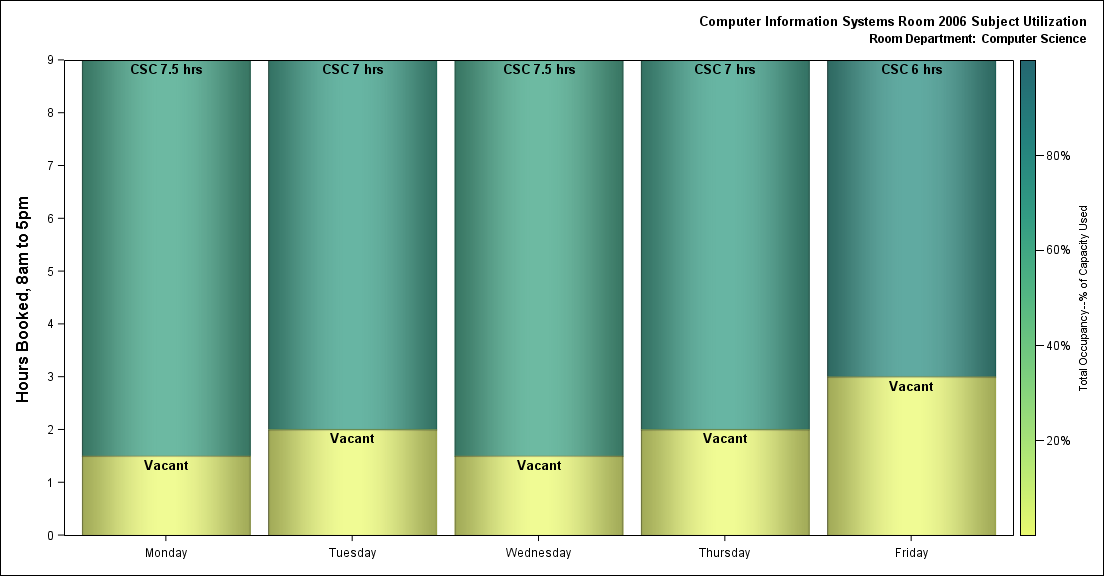 Computer Information Systems Room 2006 Subject Utilization
Room Department: Computer Science
Hours Booked, 8am to 5pm
9
8
7
6
5
4
3
2
1
0
CSC 7.5 hrs
CSC 7 hrs
CSC 7.5 hrs
CSC 7 hrs
CSC 6 hrs
Vacant
Vacant
Vacant
Vacant
Vacant
Monday
Tuesday
Wednesday
Thursday
Friday
80%
60%
40%
20%
Total Occupancy--% of Capacity Used